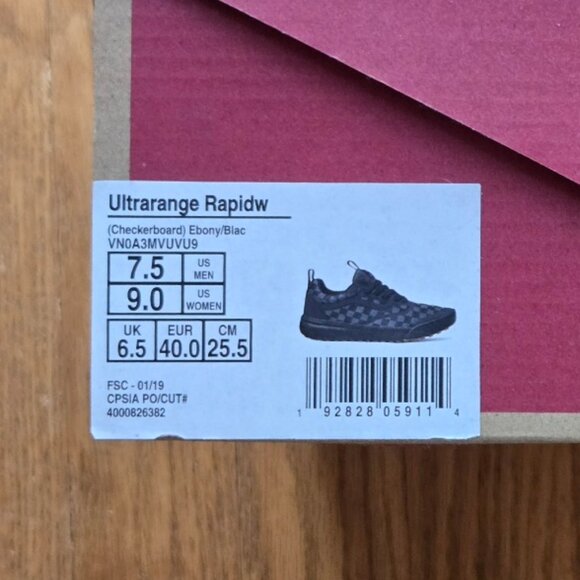 Ultrarange Rapidw
(Checkerboard) Ebony/Blac
VN0A3MVUVU9
7.5 US MEN
9.0 US WOMEN
UK EUR CM
6.5 40.0 25.5
FSC - 01/19
CPSIA PO/CUT#
4000826382
1 92828 05911 4